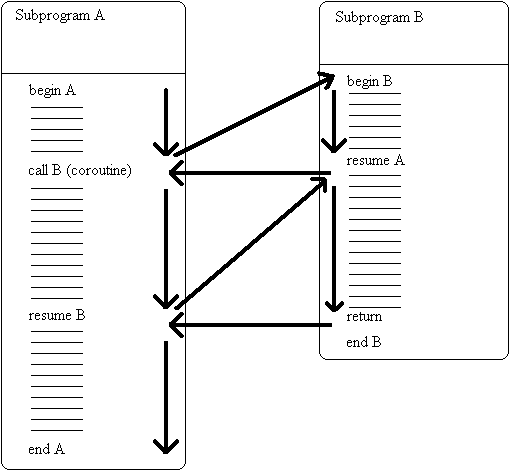 Subprogram A
begin A
call B (coroutine)
resume B
end A
Subprogram B
begin B
resume A
return
end B